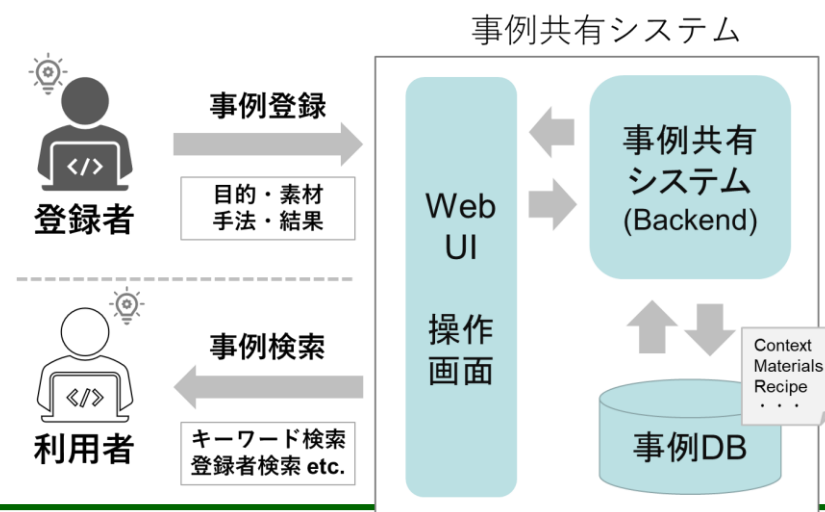 事例共有システム
事例登録
</>
目的・素材
手法・結果
登録者
Web
UI
操作
画面
事例共有
システム
(Backend)
事例検索
</>
キーワード検索
登録者検索 etc.
利用者
Context
Materials
Recipe
・・・
事例DB